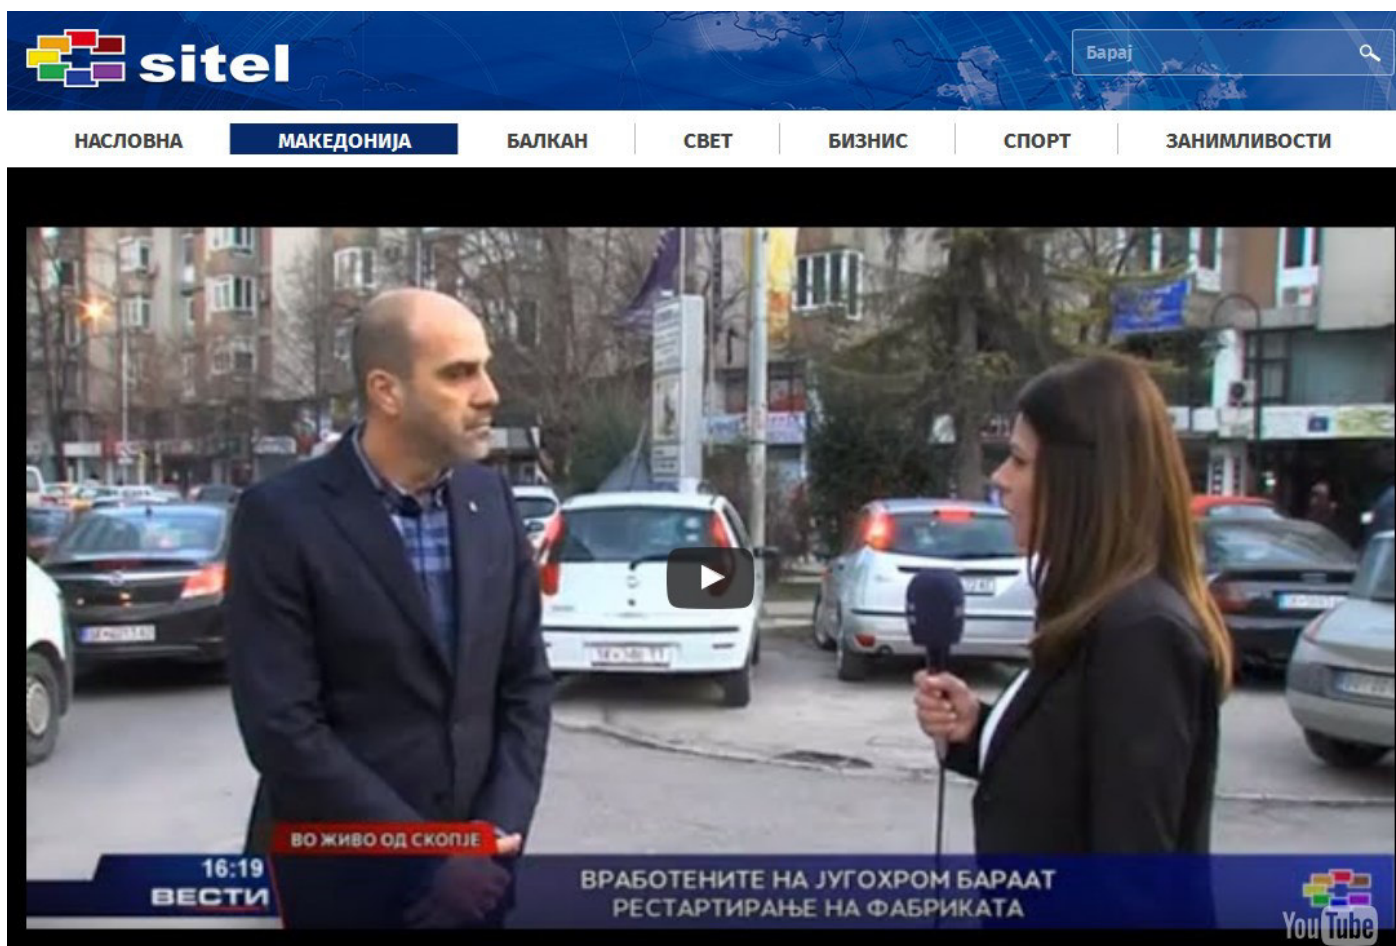 sitel
Барај
НАСЛОВНА
МАКЕДОНИЈА
БАЛКАН
СВЕТ
БИЗНИС
СПОРТ
ЗАНИМЛИВОСТИ
ВО ЖИВО ОД СКОПЈЕ
16:19
ВЕСТИ
ВРАБОТЕНИТЕ НА ЈУГОХРОМ БАРААТ
РЕСТАРТИРАЊЕ НА ФАБРИКАТА
YouTube